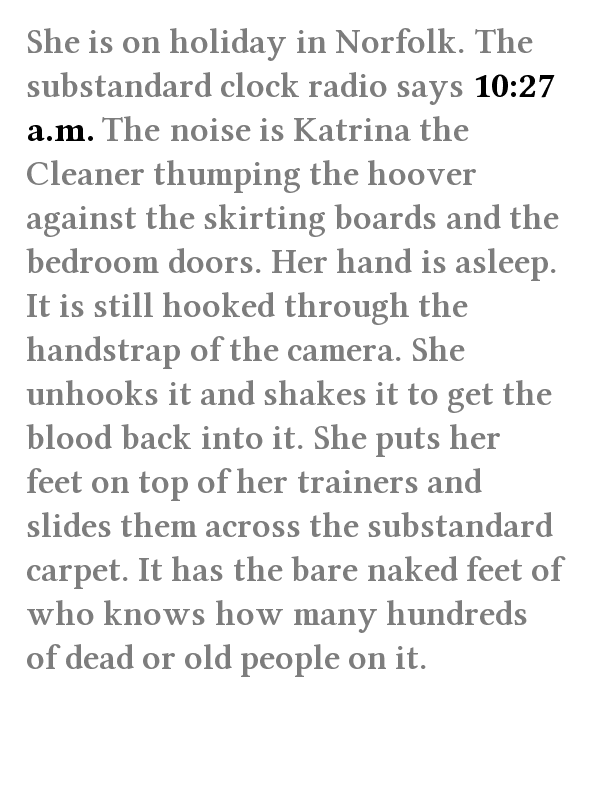 She is on holiday in Norfolk. The
substandard clock radio says 10:27
a.m. The noise is Katrina the
Cleaner thumping the hoover
against the skirting boards and the
bedroom doors. Her hand is asleep.
It is still hooked through the
handstrap of the camera. She
unhooks it and shakes it to get the
blood back into it. She puts her
feet on top of her trainers and
slides them across the substandard
carpet. It has the bare naked feet of
who knows how many hundreds
of dead or old people on it.